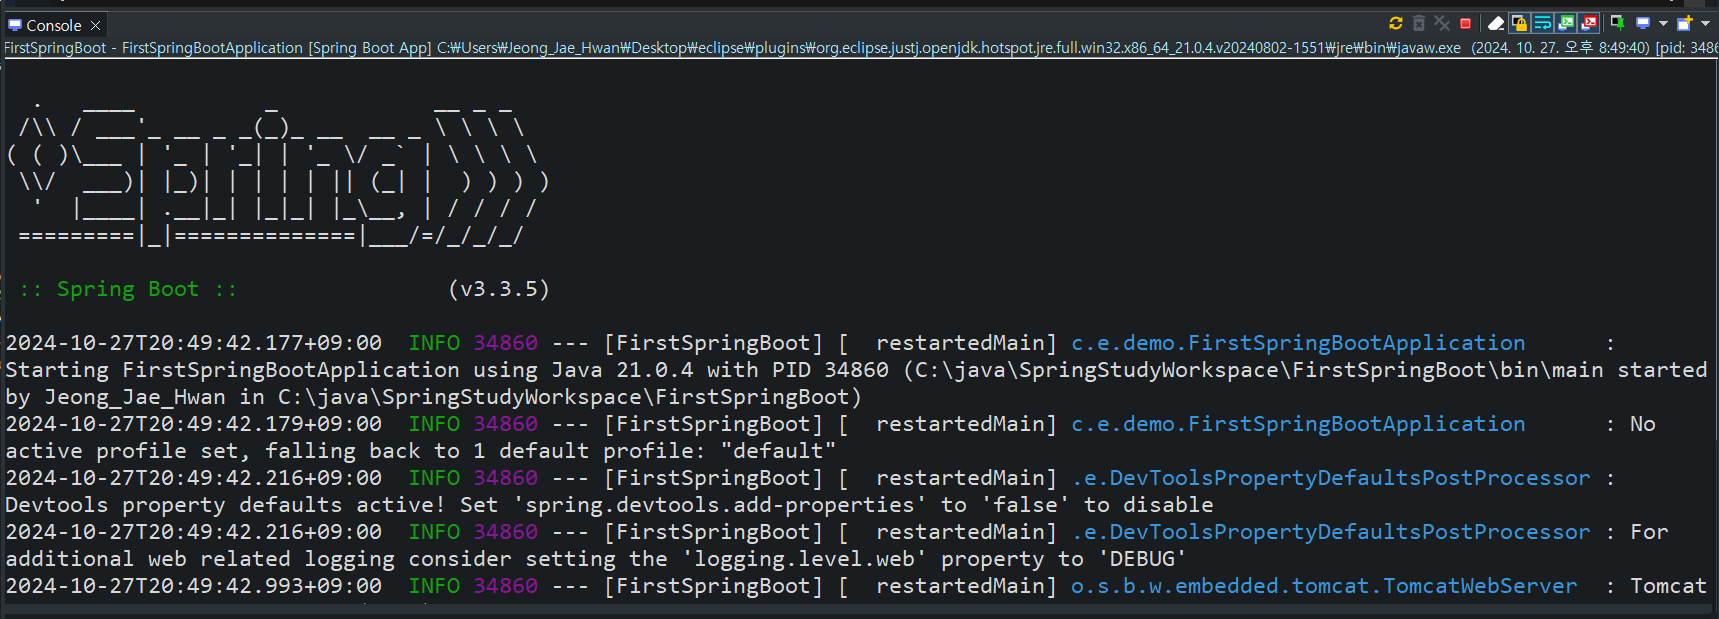 Console
FirstSpringBoot - FirstSpringBootApplication [Spring Boot App] C:₩Users₩Jeong_Jae_Hwan₩Desktop₩eclipse₩plugins₩org.eclipse.justj.openjdk.hotspot.jre.full.win32.x86_64_21.0.4.v20240802-1551₩jre₩bin₩javaw.exe (2024. 10. 27. 오후 8:49:40) [pid: 3486
  .   ____          _            __ _ _
 /\\ / ___'_ __ _ _(_)_ __  __ _ \ \ \ \
( ( )\___ | '_ | '_| | '_ \/ _` | \ \ \ \
 \\/  ___)| |_)| | | | | || (_| |  ) ) ) )
  '  |____| .__|_| |_|_| |_\__, | / / / /
 =========|_|==============|___/=/_/_/_/
 :: Spring Boot ::                (v3.3.5)
2024-10-27T20:49:42.177+09:00  INFO 34860 --- [FirstSpringBoot] [  restartedMain] c.e.demo.FirstSpringBootApplication      :
Starting FirstSpringBootApplication using Java 21.0.4 with PID 34860 (C:\java\SpringStudyWorkspace\FirstSpringBoot\bin\main started
by Jeong_Jae_Hwan in C:\java\SpringStudyWorkspace\FirstSpringBoot)
2024-10-27T20:49:42.179+09:00  INFO 34860 --- [FirstSpringBoot] [  restartedMain] c.e.demo.FirstSpringBootApplication      : No
active profile set, falling back to 1 default profile: "default"
2024-10-27T20:49:42.216+09:00  INFO 34860 --- [FirstSpringBoot] [  restartedMain] .e.DevToolsPropertyDefaultsPostProcessor :
Devtools property defaults active! Set 'spring.devtools.add-properties' to 'false' to disable
2024-10-27T20:49:42.216+09:00  INFO 34860 --- [FirstSpringBoot] [  restartedMain] .e.DevToolsPropertyDefaultsPostProcessor : For
additional web related logging consider setting the 'logging.level.web' property to 'DEBUG'
2024-10-27T20:49:42.993+09:00  INFO 34860 --- [FirstSpringBoot] [  restartedMain] o.s.b.w.embedded.tomcat.TomcatWebServer  : Tomcat